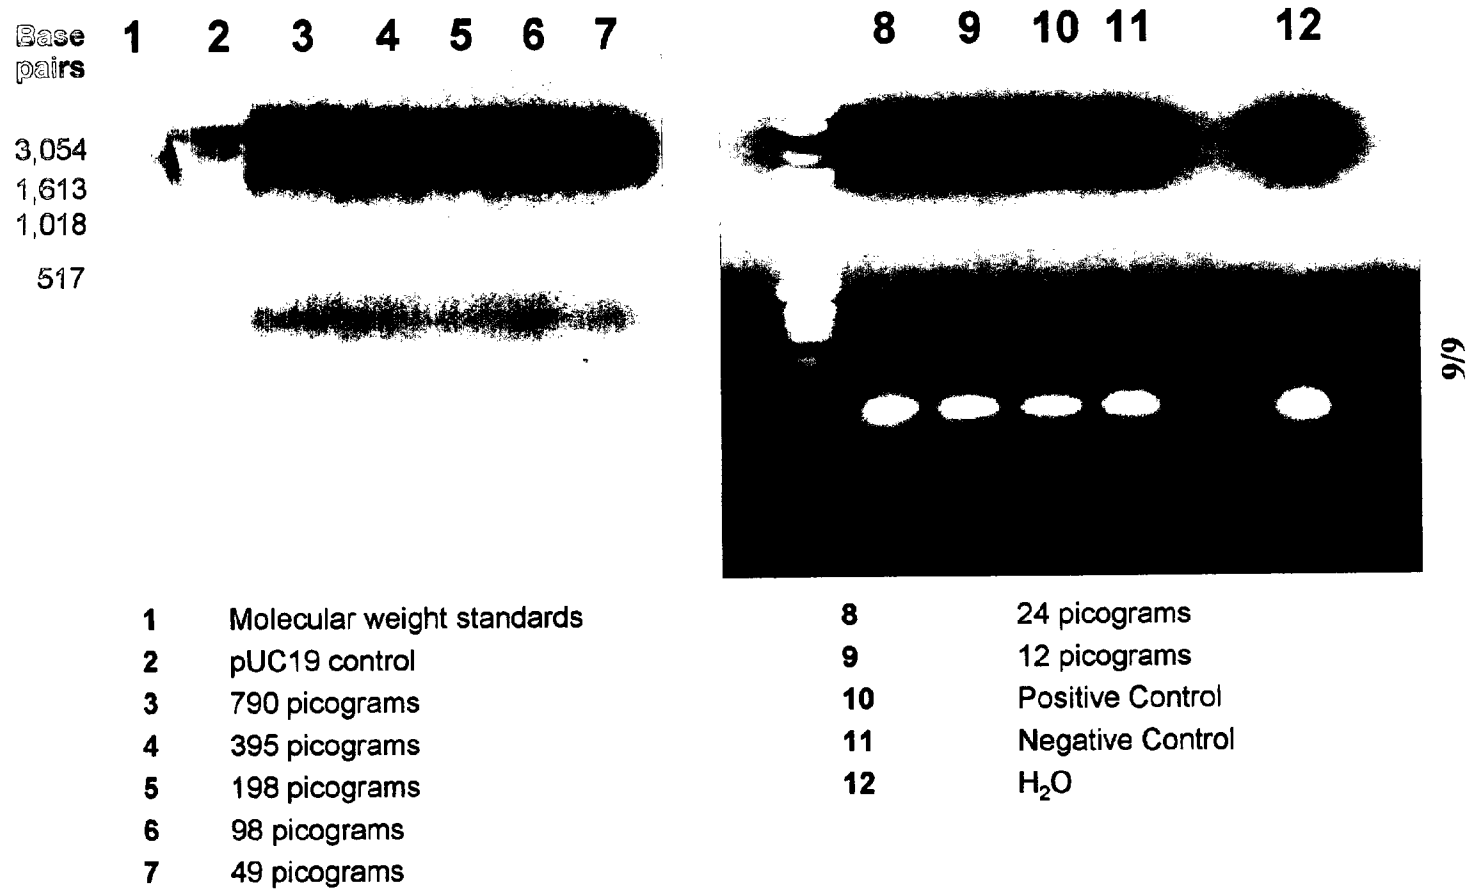 Base pairs
1 2 3 4 5 6 7
8 9 10 11 12
3,054
1,613
1,018
517
6/6
1 Molecular weight standards
2 pUC19 control
3 790 picograms
4 395 picograms
5 198 picograms
6 98 picograms
7 49 picograms
8 24 picograms
9 12 picograms
10 Positive Control
11 Negative Control
12 H₂O